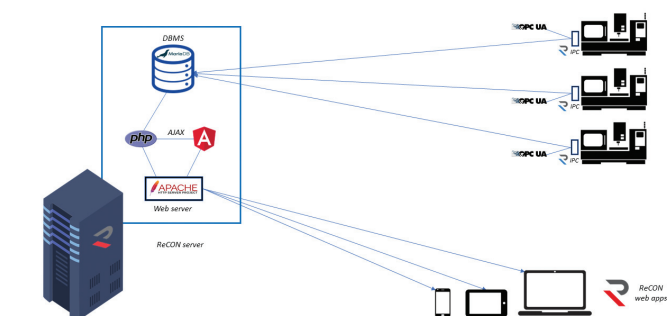 DBMS
MariaDB
OPC UA
iPC
OPC UA
iPC
OPC UA
iPC
php
AJAX
A
APACHE
HTTP SERVER PROJECT
Web server
ReCON server
ReCON
web apps